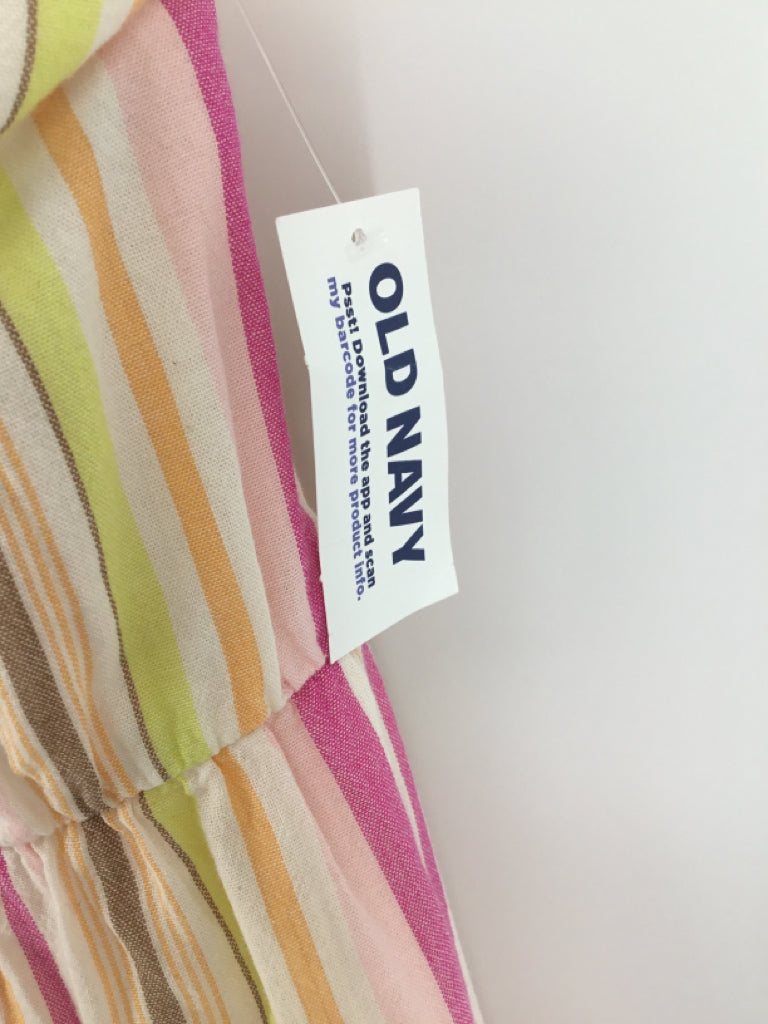 OLD NAVY
Psst! Download the app and scan
my barcode for more product info.